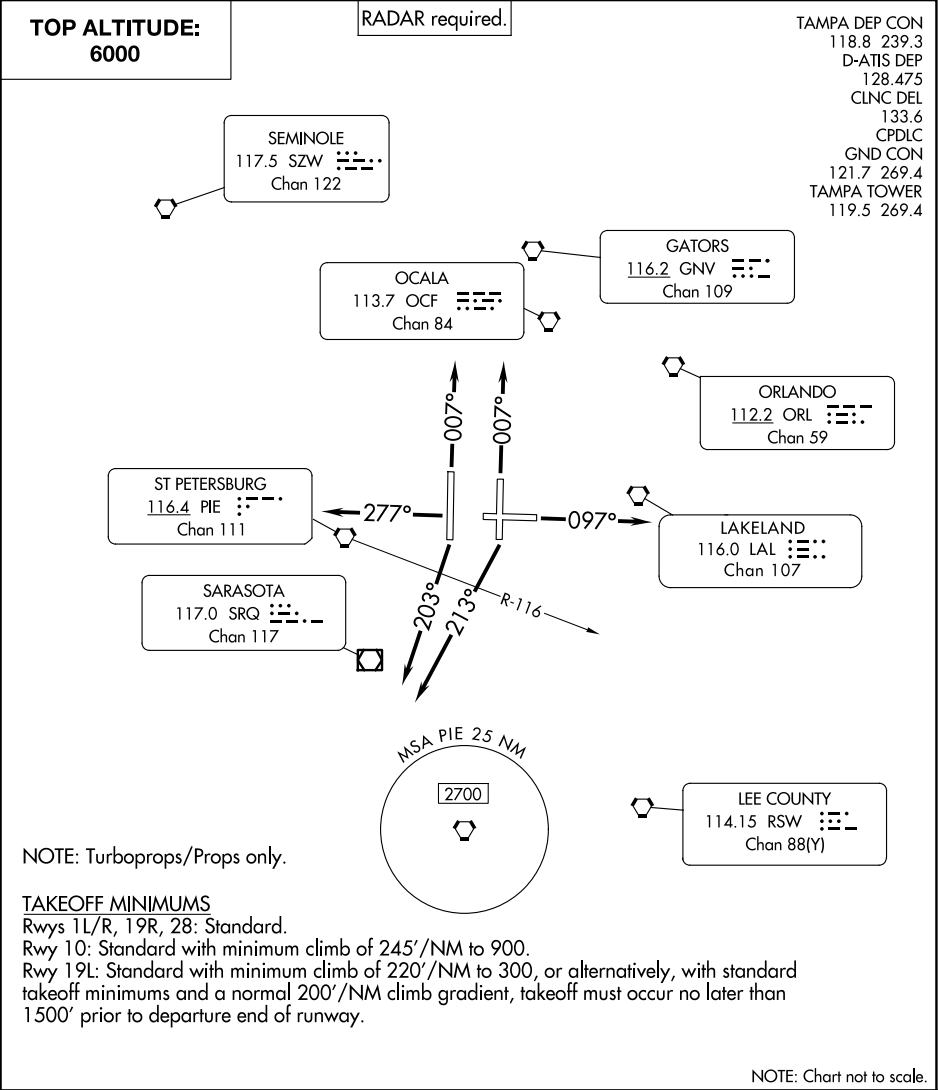 TOP ALTITUDE:
6000
RADAR required.
TAMPA DEP CON
118.8 239.3
D-ATIS DEP
128.475
CLNC DEL
133.6
CPDLC
GND CON
121.7 269.4
TAMPA TOWER
119.5 269.4
SEMINOLE
117.5 SZW
Chan 122
GATORS
116.2 GNV
Chan 109
OCALA
113.7 OCF
Chan 84
ORLANDO
112.2 ORL
Chan 59
007°
007°
ST PETERSBURG
116.4 PIE
Chan 111
277°
097°
LAKELAND
116.0 LAL
Chan 107
SARASOTA
117.0 SRQ
Chan 117
203°
213°
R-116
MSA PIE 25 NM
2700
LEE COUNTY
114.15 RSW
Chan 88(Y)
NOTE: Turboprops/Props only.
TAKEOFF MINIMUMS
Rwys 1L/R, 19R, 28: Standard.
Rwy 10: Standard with minimum climb of 245'/NM to 900.
Rwy 19L: Standard with minimum climb of 220'/NM to 300, or alternatively, with standard
takeoff minimums and a normal 200'/NM climb gradient, takeoff must occur no later than
1500' prior to departure end of runway.
NOTE: Chart not to scale.